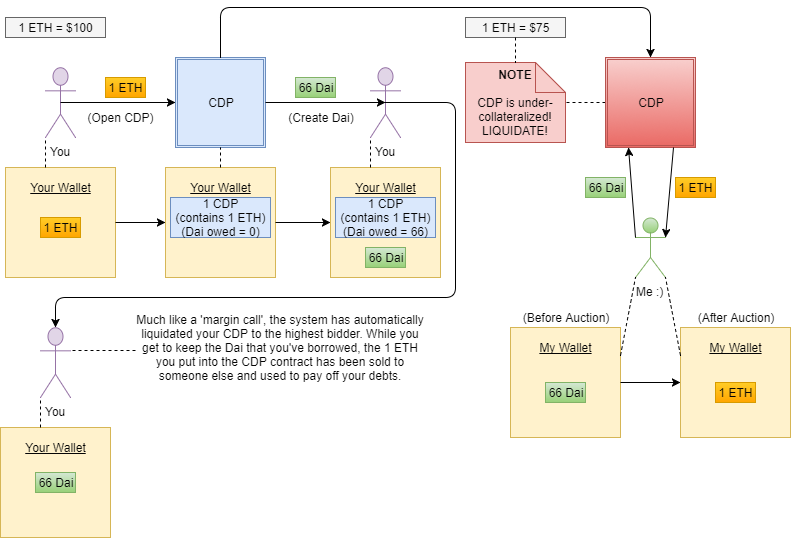 1 ETH = $100
1 ETH = $75
1 ETH
(Open CDP)
CDP
66 Dai
(Create Dai)
NOTE
CDP is under-
collateralized!
LIQUIDATE!
CDP
You
You
Your Wallet
1 ETH
Your Wallet
1 CDP
(contains 1 ETH)
(Dai owed = 0)
Your Wallet
1 CDP
(contains 1 ETH)
(Dai owed = 66)
66 Dai
66 Dai
1 ETH
Me :)
Much like a 'margin call', the system has automatically
liquidated your CDP to the highest bidder. While you
get to keep the Dai that you've borrowed, the 1 ETH
you put into the CDP contract has been sold to
someone else and used to pay off your debts.
(Before Auction)
My Wallet
66 Dai
(After Auction)
My Wallet
1 ETH
You
Your Wallet
66 Dai